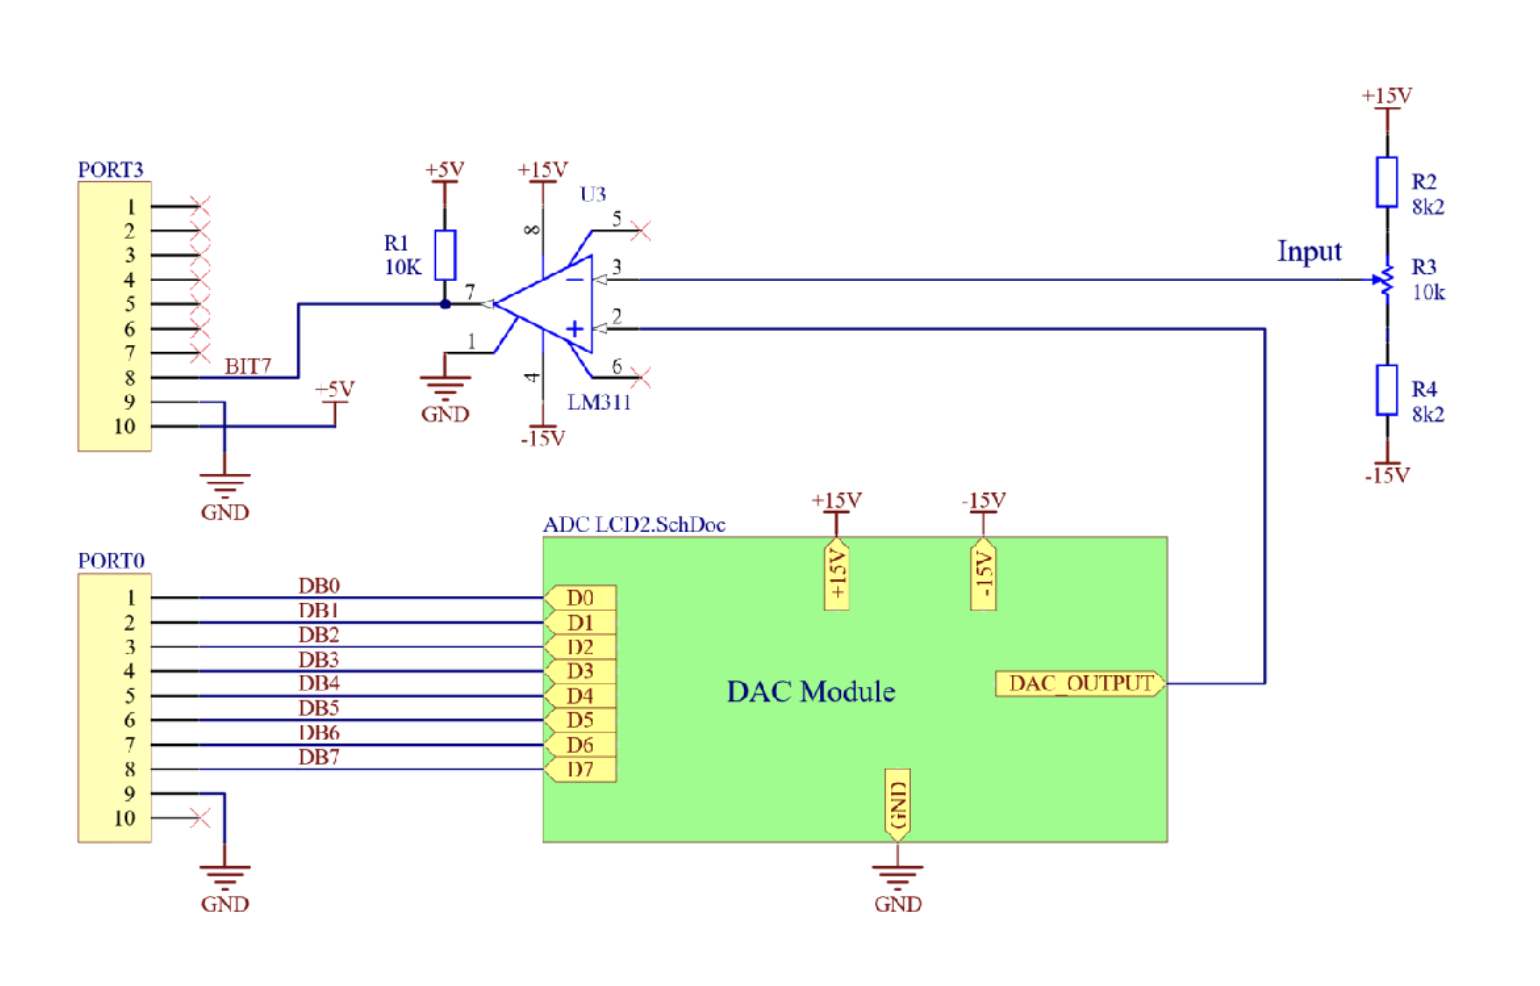 +15V
PORT3
+5V
+15V
U3
1
2
3
4
5
6
7
8
9
10
BIT7
+5V
GND
R1
10K
7
1
GND
8
4
-15V
5
3
2
6
−
+
LM311
Input
R2
8k2
R3
10k
R4
8k2
-15V
+15V
-15V
ADC LCD2.SchDoc
PORT0
1
2
3
4
5
6
7
8
9
10
DB0
DB1
DB2
DB3
DB4
DB5
DB6
DB7
D0
D1
D2
D3
D4
D5
D6
D7
+15V
-15V
DAC Module
DAC_OUTPUT
GND
GND
GND